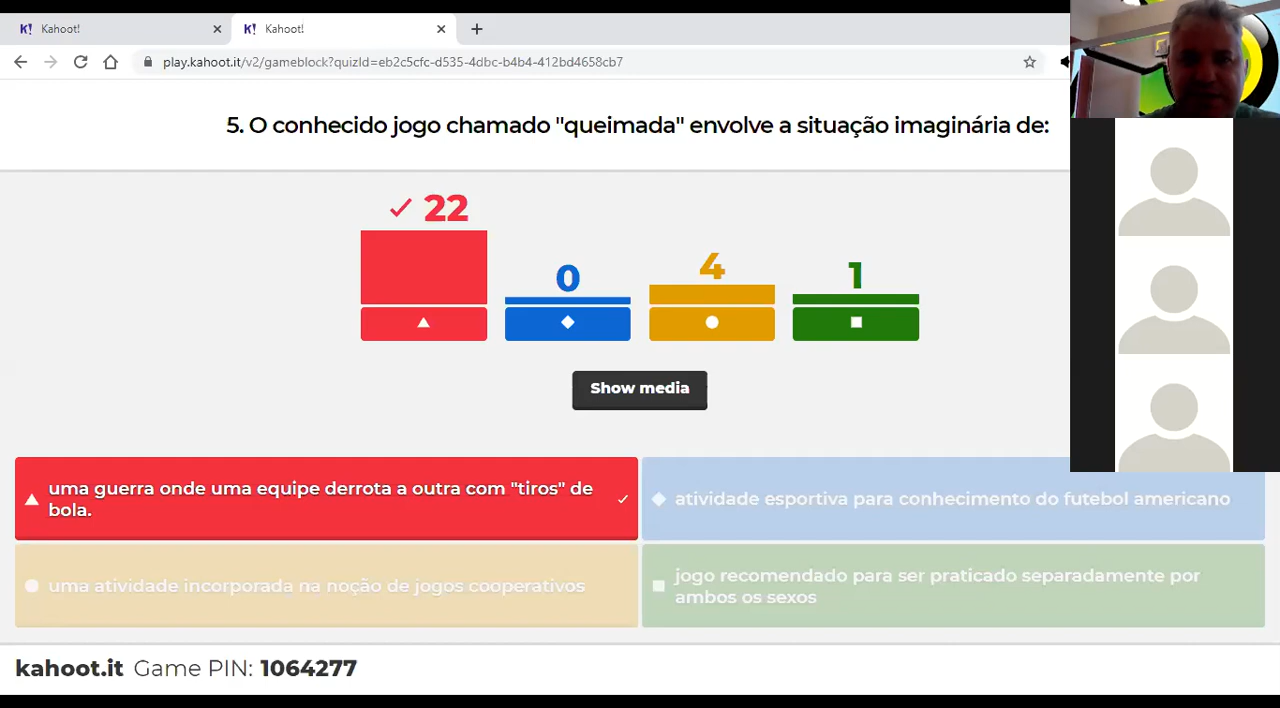 Kahoot!
Kahoot!
play.kahoot.it/v2/gameblock?quizId=eb2c5cfc-d535-4dbc-b4b4-412bd4658cb7
5. O conhecido jogo chamado "queimada" envolve a situação imaginária de:
22
0
4
1
Show media
uma guerra onde uma equipe derrota a outra com "tiros" de
bola.
atividade esportiva para conhecimento do futebol americano
uma atividade incorporada na noção de jogos cooperativos
jogo recomendado para ser praticado separadamente por
ambos os sexos
kahoot.it Game PIN: 1064277